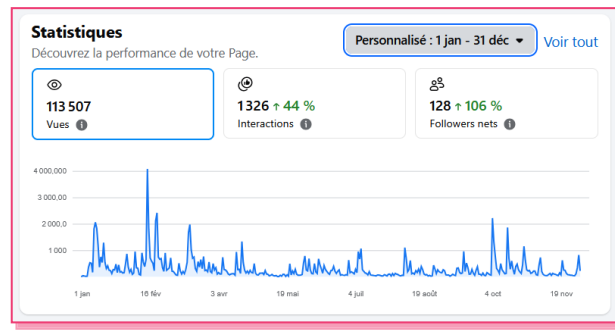 Statistiques
Découvrez la performance de votre Page.
Personnalisé : 1 jan - 31 déc
Voir tout
113 507
Vues
1 326 ↑ 44 %
Interactions
128 ↑ 106 %
Followers nets
4 000,000
3 000,00
2 000,0
1 000
1 jan 16 fév 3 avr 19 mai 4 juil 19 août 4 oct 19 nov